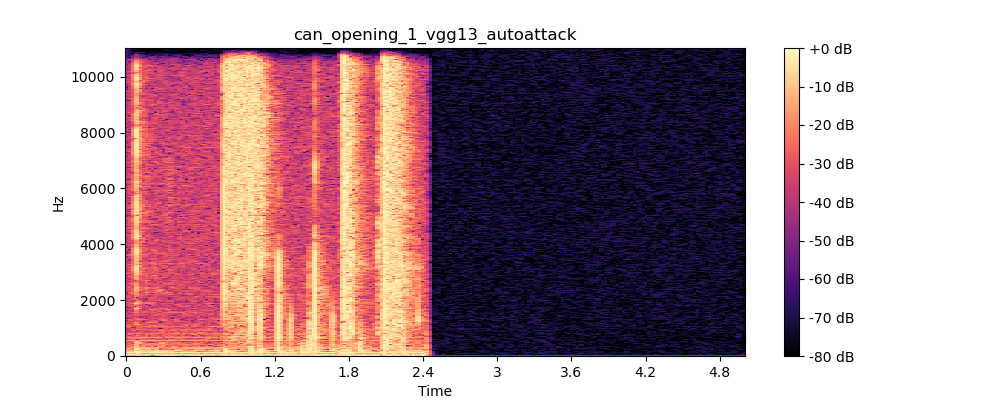 can_opening_1_vgg13_autoattack
Hz
10000
8000
6000
4000
2000
0
0 0.6 1.2 1.8 2.4 3 3.6 4.2 4.8
Time
+0 dB
-10 dB
-20 dB
-30 dB
-40 dB
-50 dB
-60 dB
-70 dB
-80 dB